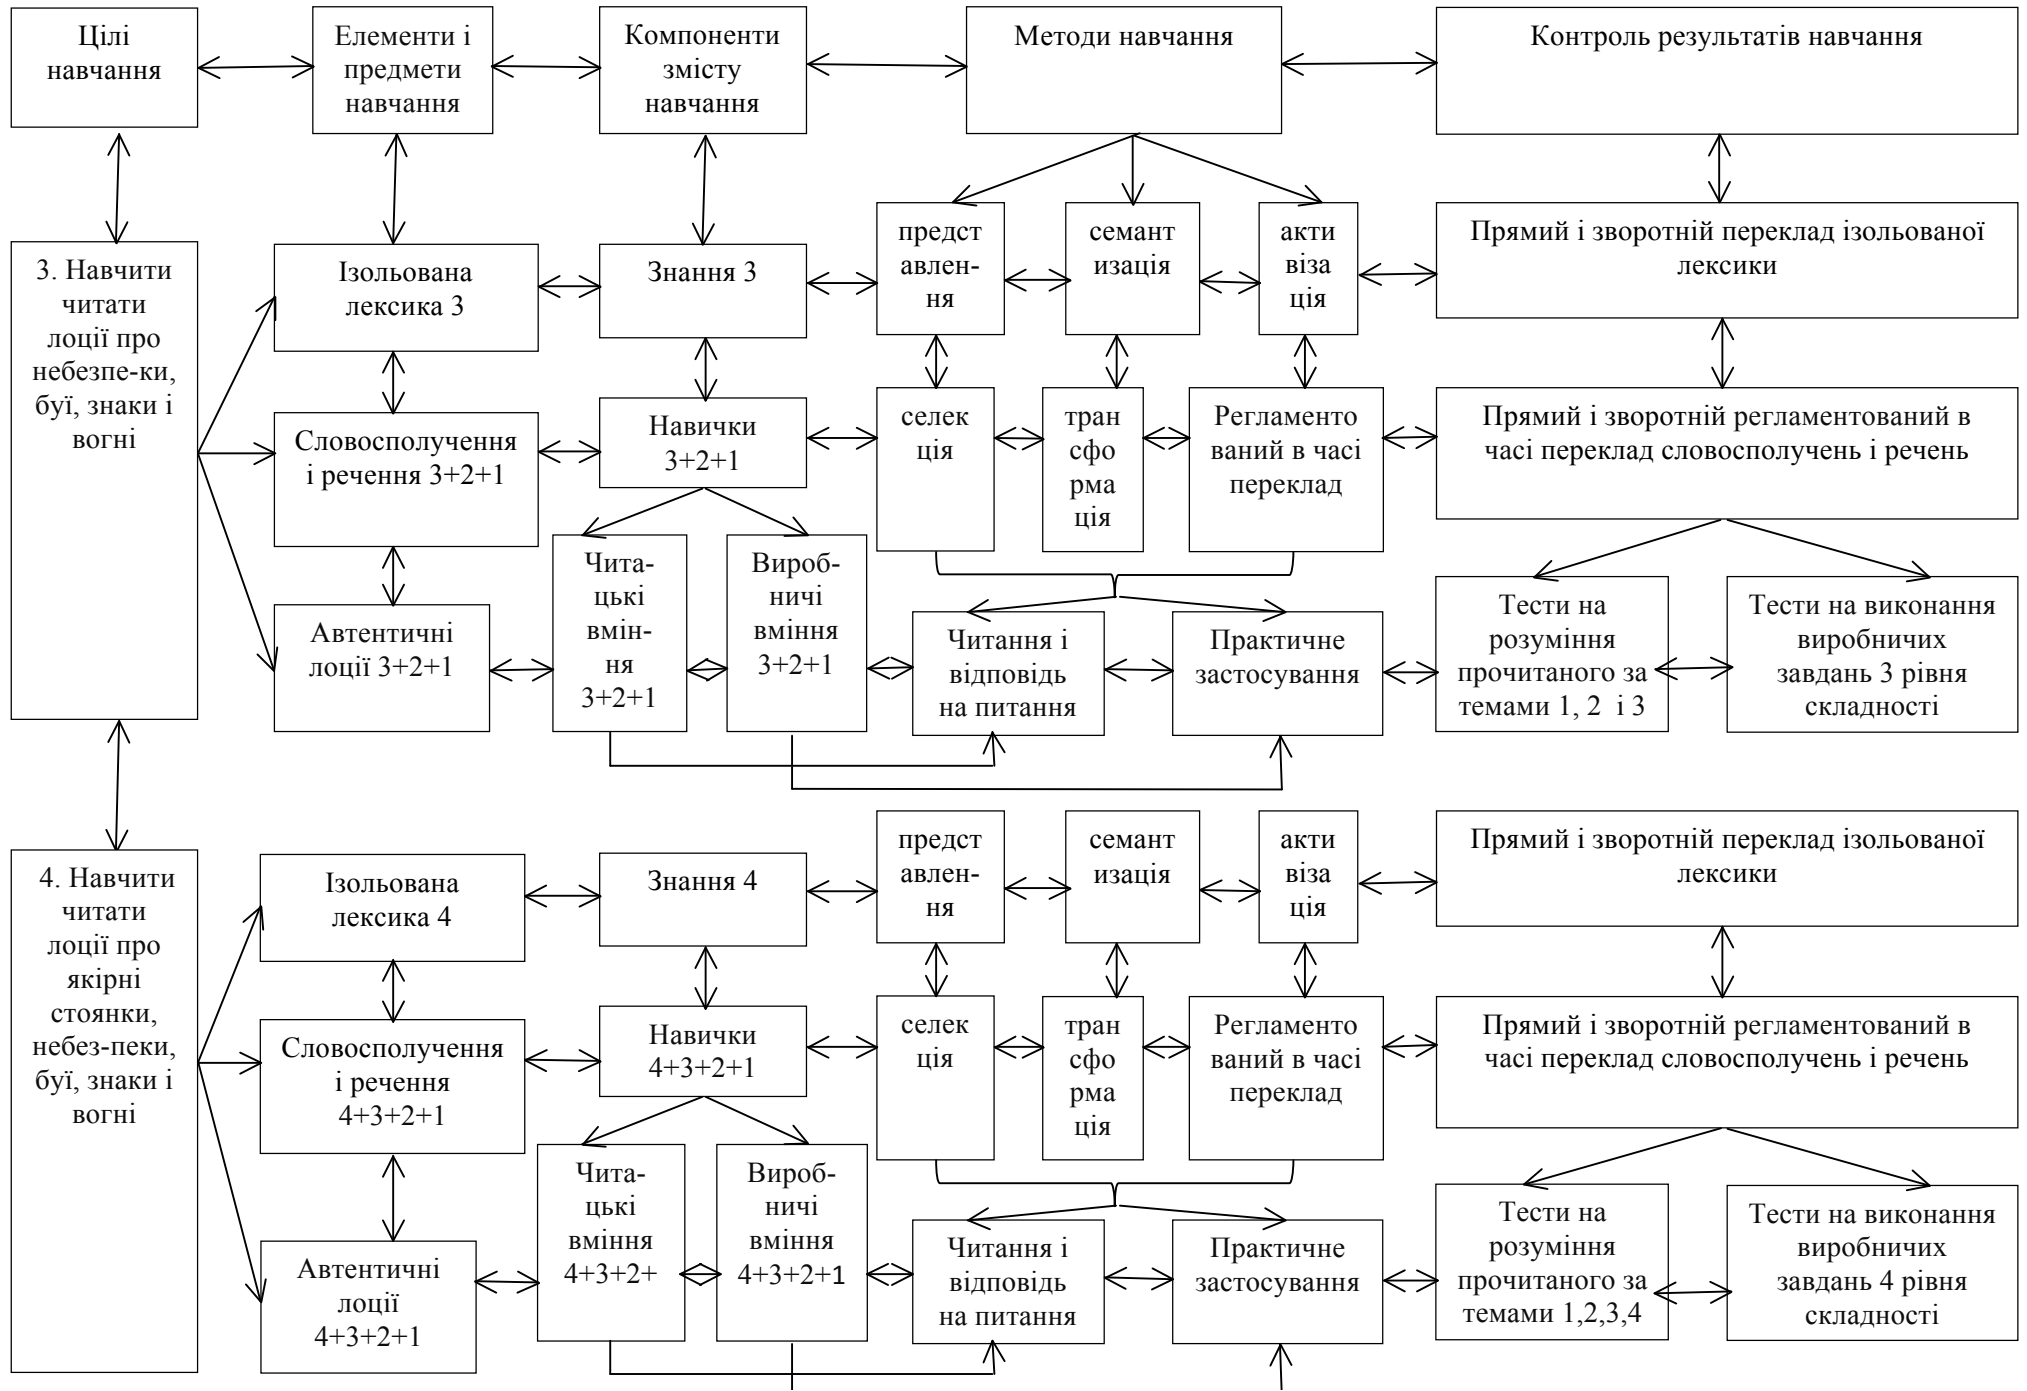 Цілі
навчання
Елементи і
предмети
навчання
Компоненти
змісту
навчання
Методи навчання
Контроль результатів навчання
3. Навчити
читати
лоції про
небезпе-ки,
буї, знаки і
вогні
Ізольована
лексика 3
Знання 3
предст
авлен-
ня
семант
изація
акти
віза
ція
Прямий і зворотній переклад ізольованої
лексики
Словосполучення
і речення 3+2+1
Навички
3+2+1
селек
ція
тран
сфо
рма
ція
Регламенто
ваний в часі
переклад
Прямий і зворотній регламентований в
часі переклад словосполучень і речень
Автентичні
лоції 3+2+1
Чита-
цькі
вмін-
ня
3+2+1
Вироб-
ничі
вміння
3+2+1
Читання і
відповідь
на питання
Практичне
застосування
Тести на
розуміння
прочитаного за
темами 1, 2 і 3
Тести на виконання
виробничих
завдань 3 рівня
складності
4. Навчити
читати
лоції про
якірні
стоянки,
небез-пеки,
буї, знаки і
вогні
Ізольована
лексика 4
Знання 4
предст
авлен-
ня
семант
изація
акти
віза
ція
Прямий і зворотній переклад ізольованої
лексики
Словосполучення
і речення
4+3+2+1
Навички
4+3+2+1
селек
ція
тран
сфо
рма
ція
Регламенто
ваний в часі
переклад
Прямий і зворотній регламентований в
часі переклад словосполучень і речень
Автентичні
лоції
4+3+2+1
Чита-
цькі
вміння
4+3+2+
Вироб-
ничі
вміння
4+3+2+1
Читання і
відповідь
на питання
Практичне
застосування
Тести на
розуміння
прочитаного за
темами 1,2,3,4
Тести на виконання
виробничих
завдань 4 рівня
складності